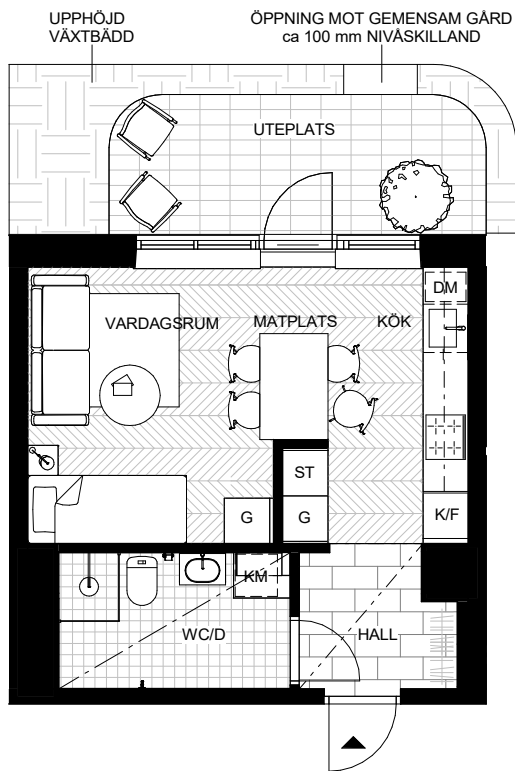 UPPHÖJD
VÄXTBÄDD
ÖPPNING MOT GEMENSAM GÅRD
ca 100 mm NIVÅSKILLAND
UTEPLATS
DM
VARDAGSRUM
MATPLATS
KÖK
ST
G
G
K/F
KM
WC/D
HALL